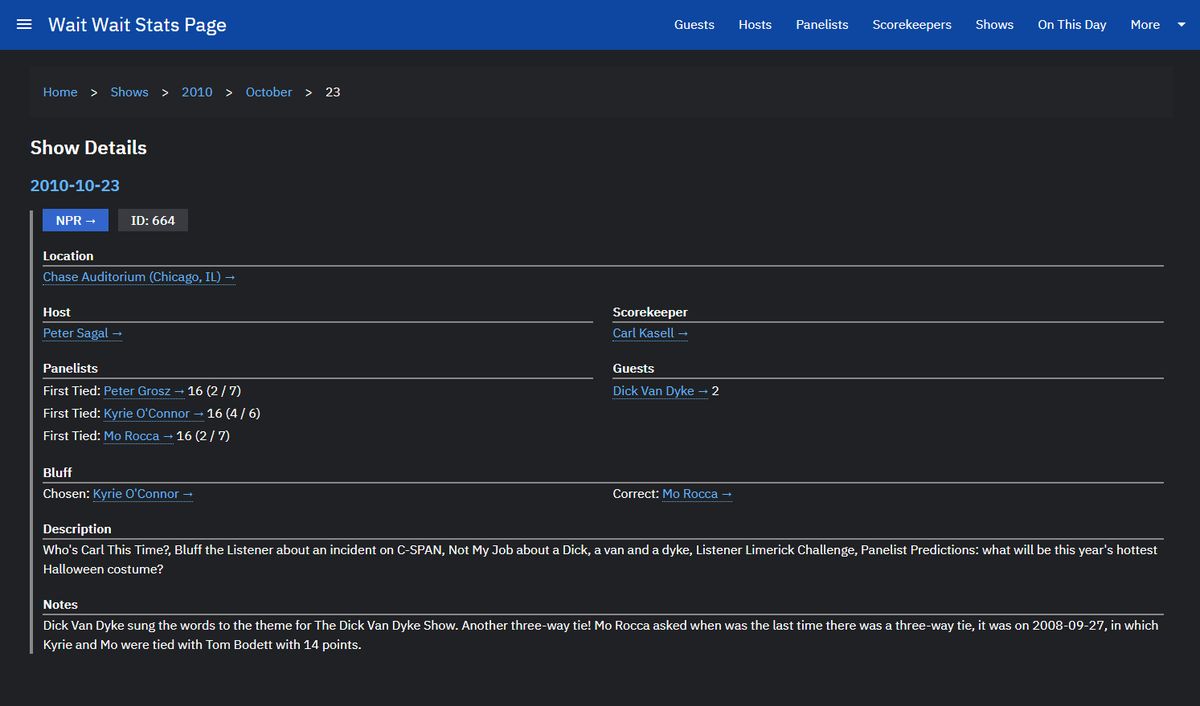 Wait Wait Stats Page
Guests Hosts Panelists Scorekeepers Shows On This Day More
Home > Shows > 2010 > October > 23
Show Details
2010-10-23
NPR → ID: 664
Location
Chase Auditorium (Chicago, IL) →
Host
Peter Sagal →
Scorekeeper
Carl Kasell →
Panelists
First Tied: Peter Grosz → 16 (2 / 7)
First Tied: Kyrie O'Connor → 16 (4 / 6)
First Tied: Mo Rocca → 16 (2 / 7)
Guests
Dick Van Dyke → 2
Bluff
Chosen: Kyrie O'Connor →
Correct: Mo Rocca →
Description
Who's Carl This Time?, Bluff the Listener about an incident on C-SPAN, Not My Job about a Dick, a van and a dyke, Listener Limerick Challenge, Panelist Predictions: what will be this year's hottest
Halloween costume?
Notes
Dick Van Dyke sung the words to the theme for The Dick Van Dyke Show. Another three-way tie! Mo Rocca asked when was the last time there was a three-way tie, it was on 2008-09-27, in which
Kyrie and Mo were tied with Tom Bodett with 14 points.